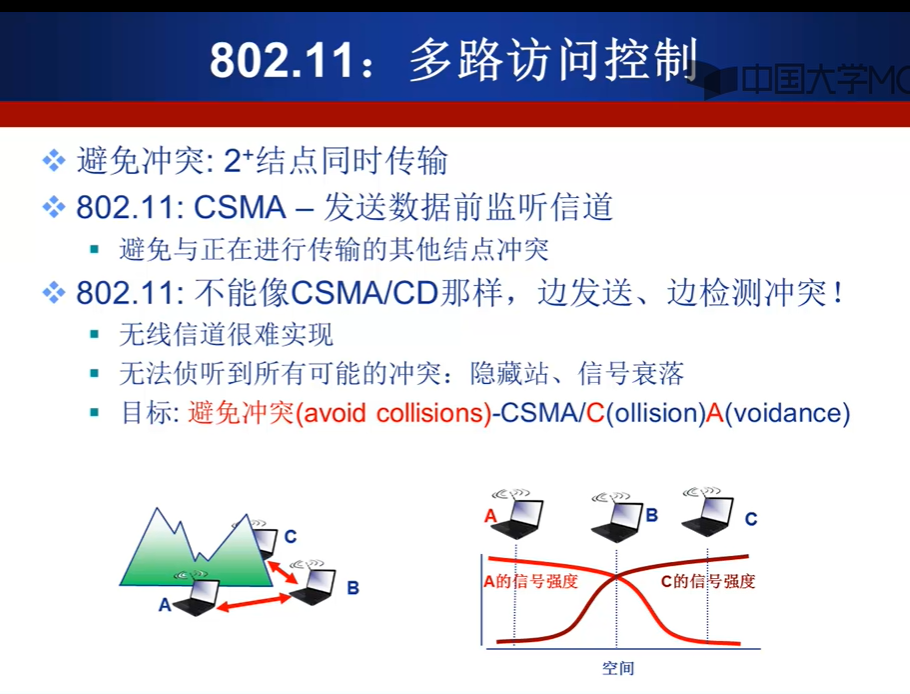 802.11：多路访问控制
中国大学MO
避免冲突: 2⁺结点同时传输
802.11: CSMA – 发送数据前监听信道
避免与正在进行传输的其他结点冲突
802.11: 不能像CSMA/CD那样，边发送、边检测冲突！
无线信道很难实现
无法侦听到所有可能的冲突：隐藏站、信号衰落
目标: 避免冲突(avoid collisions)-CSMA/C(ollision)A(voidance)
C
B
A
A
B
C
A的信号强度
C的信号强度
空间